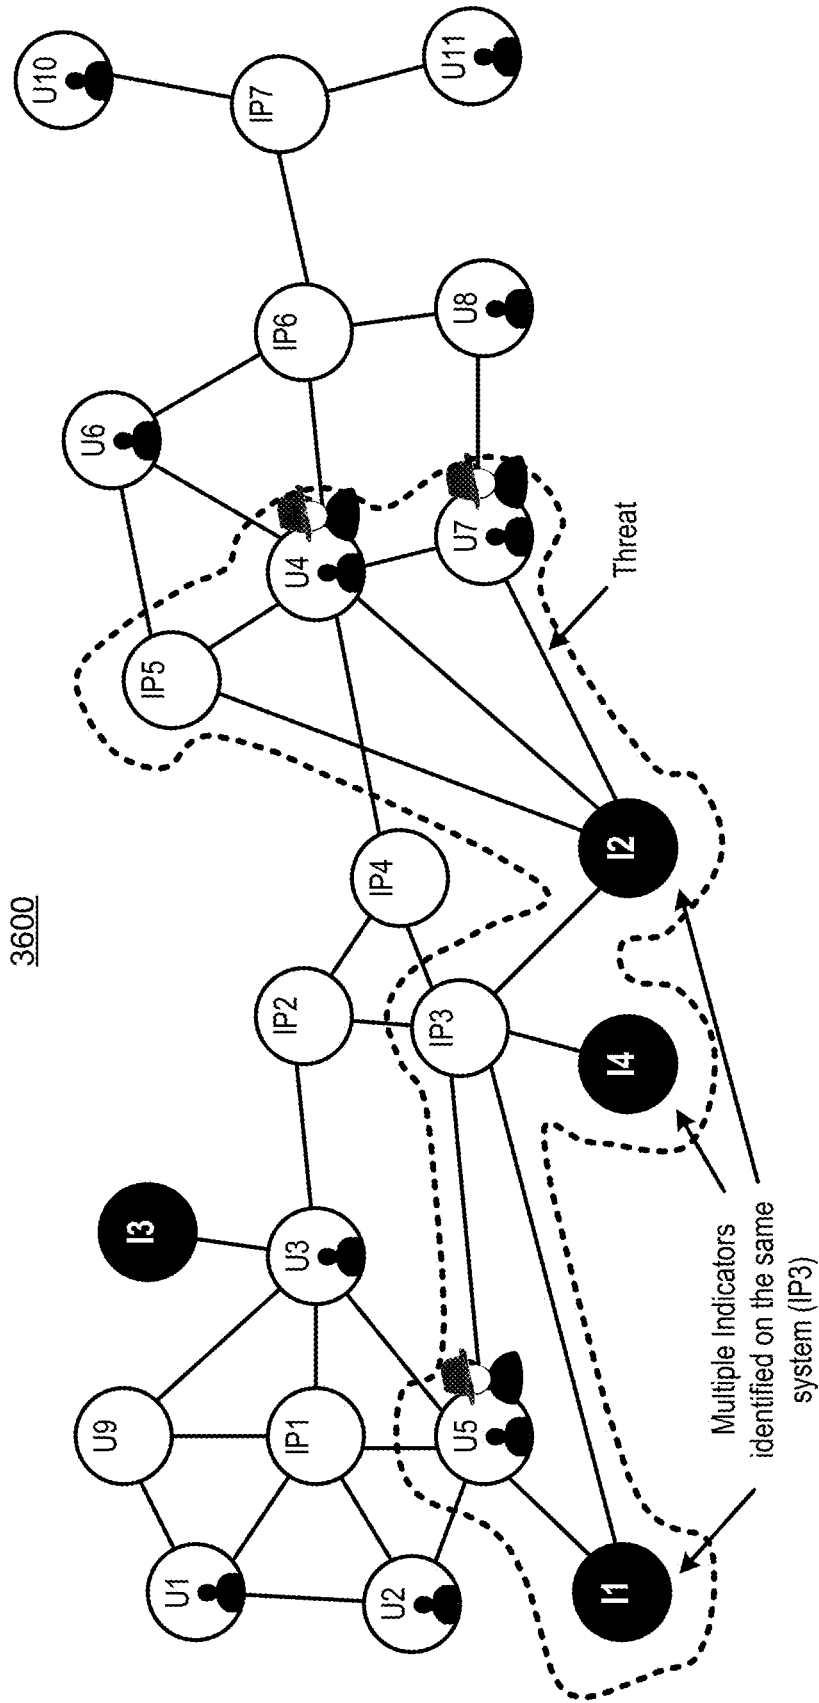 3600
U1
U9
I3
U2
IP1
U3
IP2
IP5
U6
U10
U5
IP3
IP4
U4
IP6
IP7
I1
I4
I2
U7
U8
U11
Threat
Multiple Indicators
identified on the same
system (IP3)